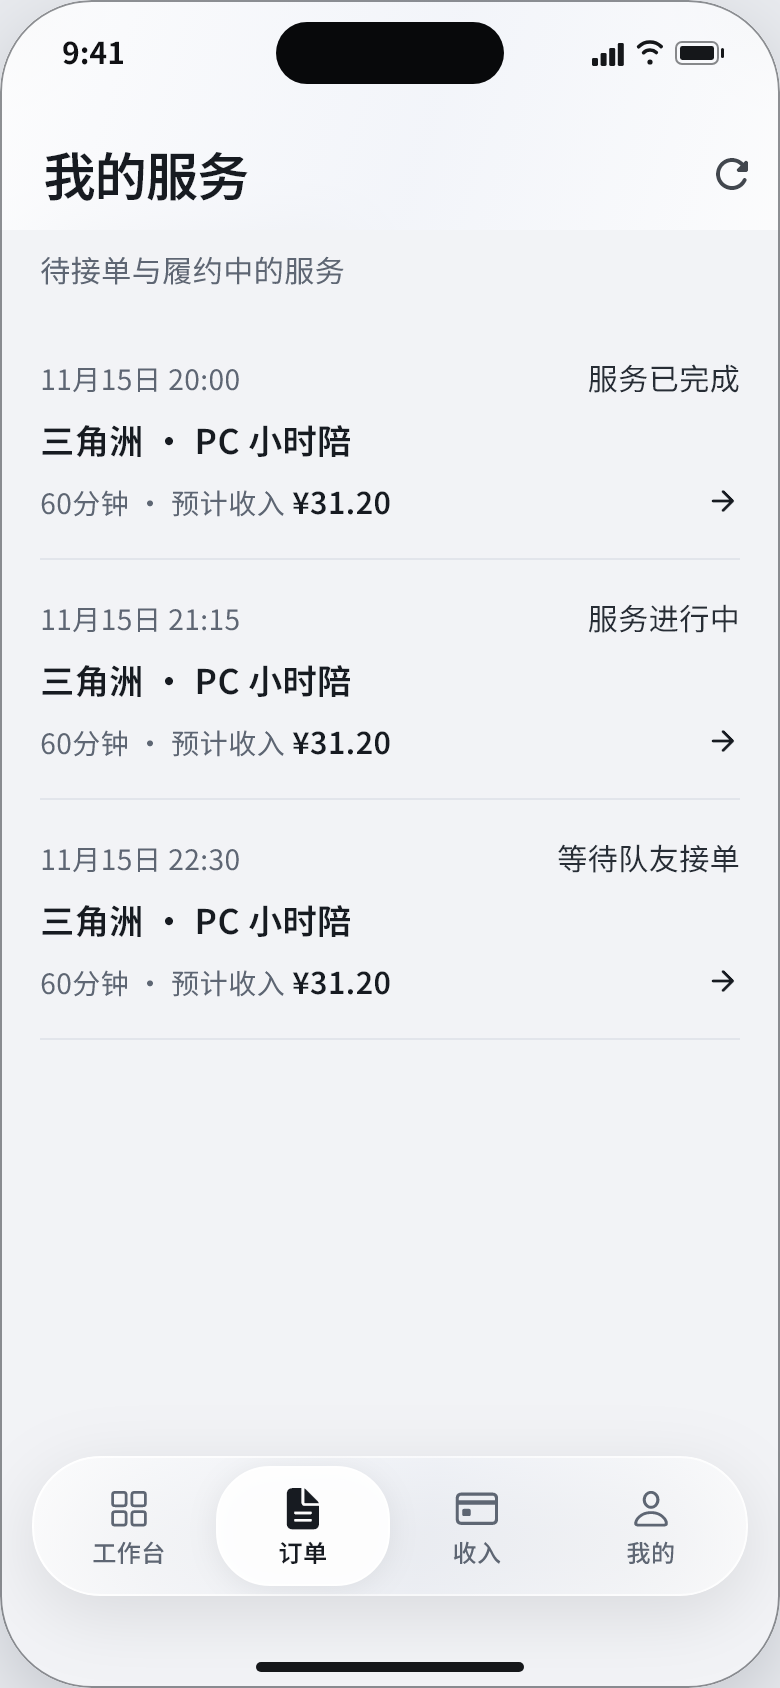 9:41
我的服务
待接单与履约中的服务
11月15日 20:00 服务已完成
三角洲 · PC 小时陪
60分钟 · 预计收入 ¥31.20
11月15日 21:15 服务进行中
三角洲 · PC 小时陪
60分钟 · 预计收入 ¥31.20
11月15日 22:30 等待队友接单
三角洲 · PC 小时陪
60分钟 · 预计收入 ¥31.20
工作台 订单 收入 我的